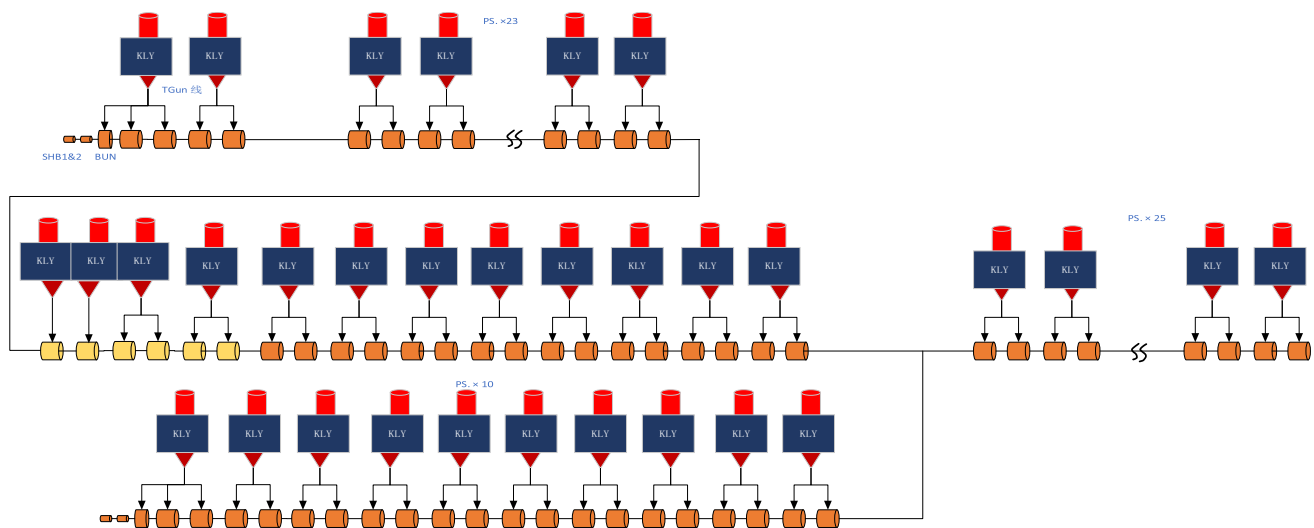 PS. ×23
KLY KLY KLY KLY KLY KLY
TGun 线
SHB1&2 BUN
PS. × 25
KLY KLY KLY KLY KLY KLY KLY KLY KLY KLY KLY KLY KLY KLY KLY KLY
PS. × 10
KLY KLY KLY KLY KLY KLY KLY KLY KLY KLY